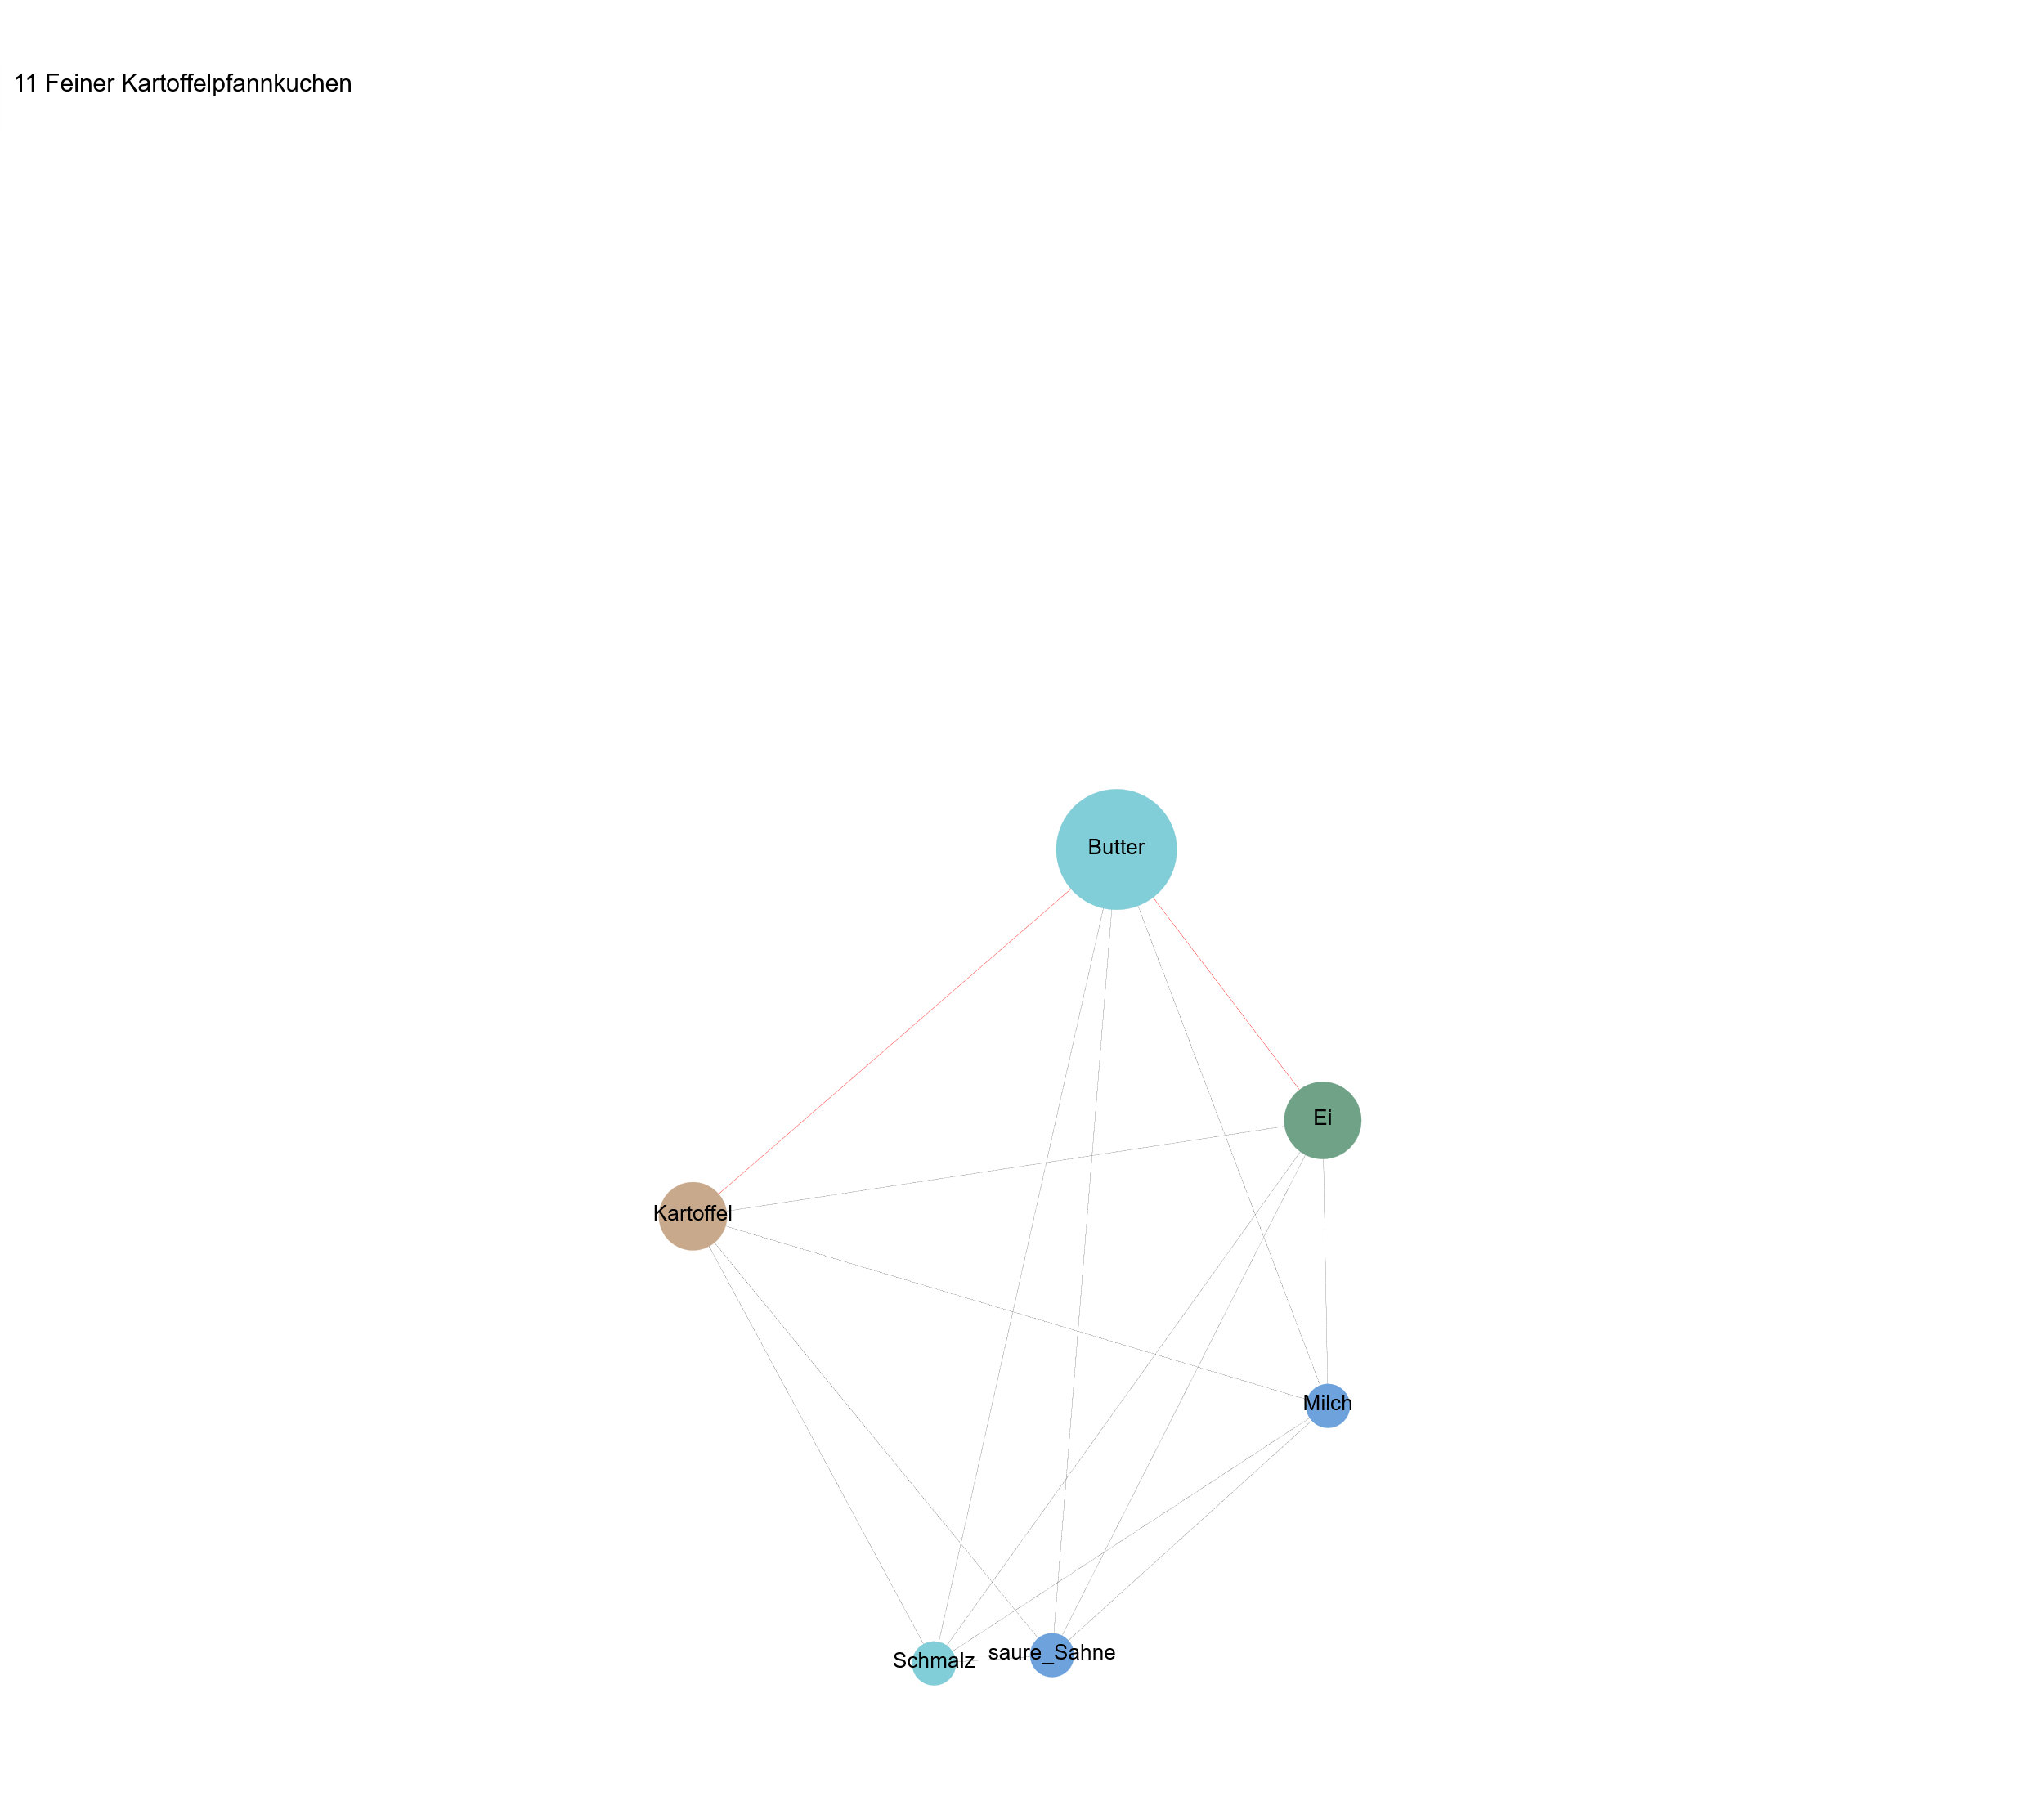 11 Feiner Kartoffelpfannkuchen
Butter
Ei
Kartoffel
Milch
saure_Sahne
Schmalz